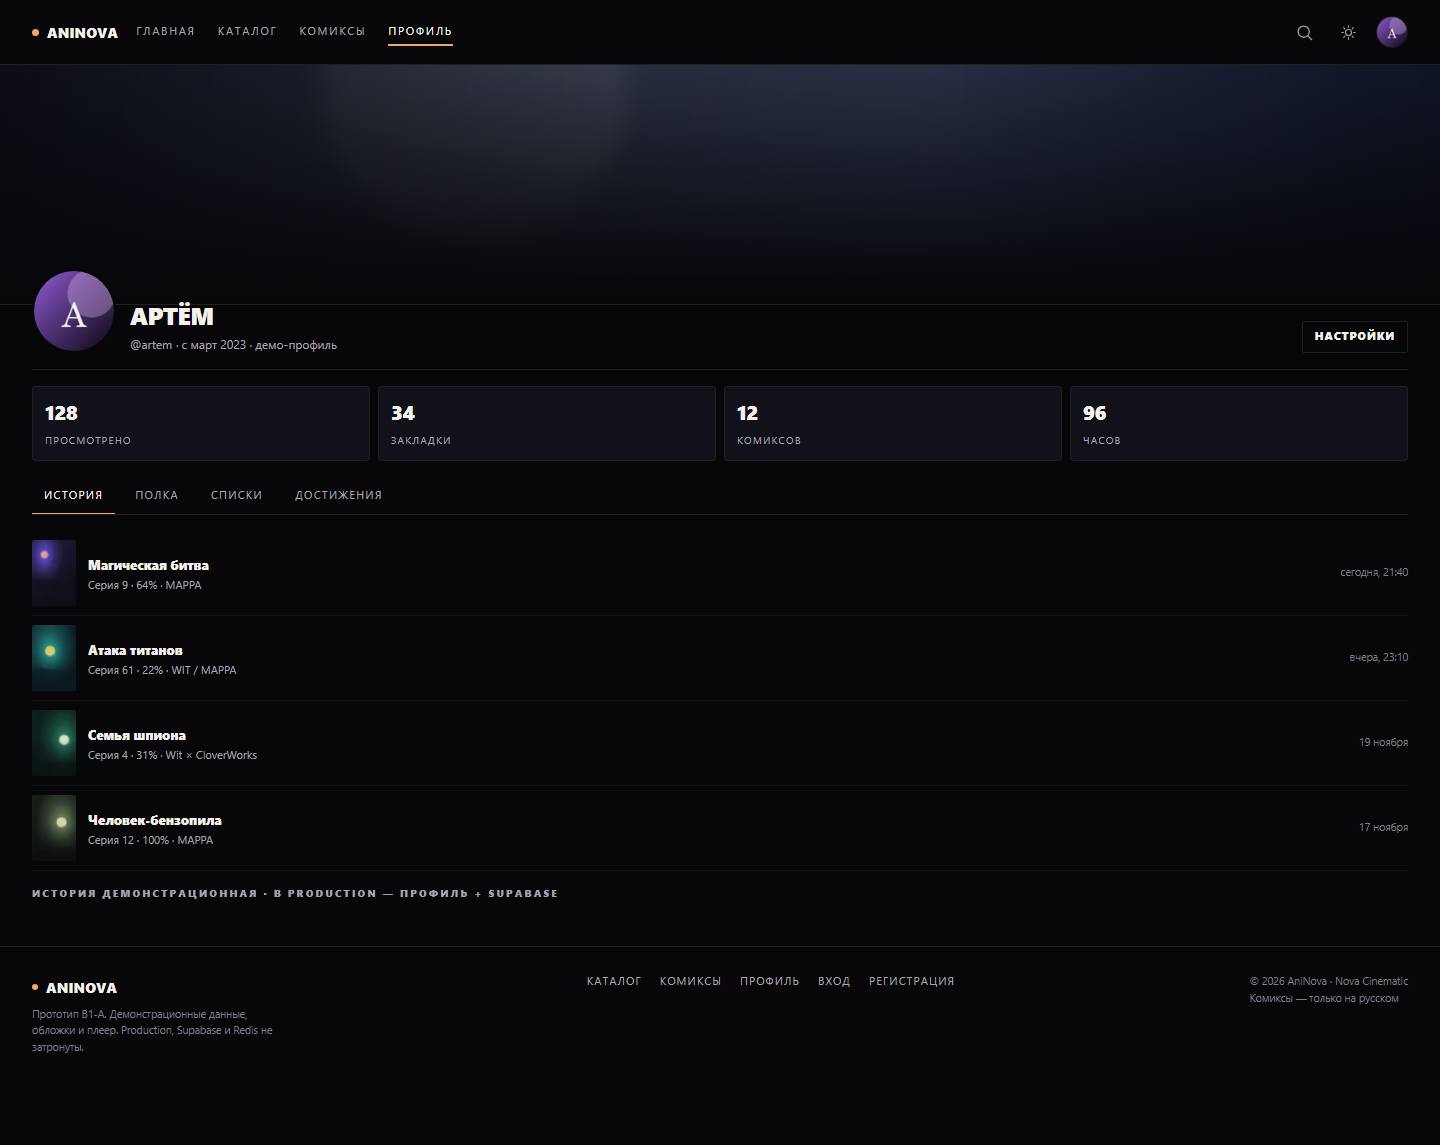 ANINOVA ГЛАВНАЯ КАТАЛОГ КОМИКСЫ ПРОФИЛЬ А
А
АРТЁМ
@artem · с март 2023 · демо-профиль
НАСТРОЙКИ
128 34 12 96
ПРОСМОТРЕНО ЗАКЛАДКИ КОМИКСОВ ЧАСОВ
ИСТОРИЯ ПОЛКА СПИСКИ ДОСТИЖЕНИЯ
Магическая битва
Серия 9 · 64% · MAPPA
сегодня, 21:40
Атака титанов
Серия 61 · 22% · WIT / MAPPA
вчера, 23:10
Семья шпиона
Серия 4 · 31% · Wit × CloverWorks
19 ноября
Человек-бензопила
Серия 12 · 100% · MAPPA
17 ноября
ИСТОРИЯ ДЕМОНСТРАЦИОННАЯ · В PRODUCTION — ПРОФИЛЬ + SUPABASE
ANINOVA
Прототип B1-A. Демонстрационные данные,
обложки и плеер. Production, Supabase и Redis не
затронуты.
КАТАЛОГ КОМИКСЫ ПРОФИЛЬ ВХОД РЕГИСТРАЦИЯ
© 2026 AniNova · Nova Cinematic
Комиксы — только на русском